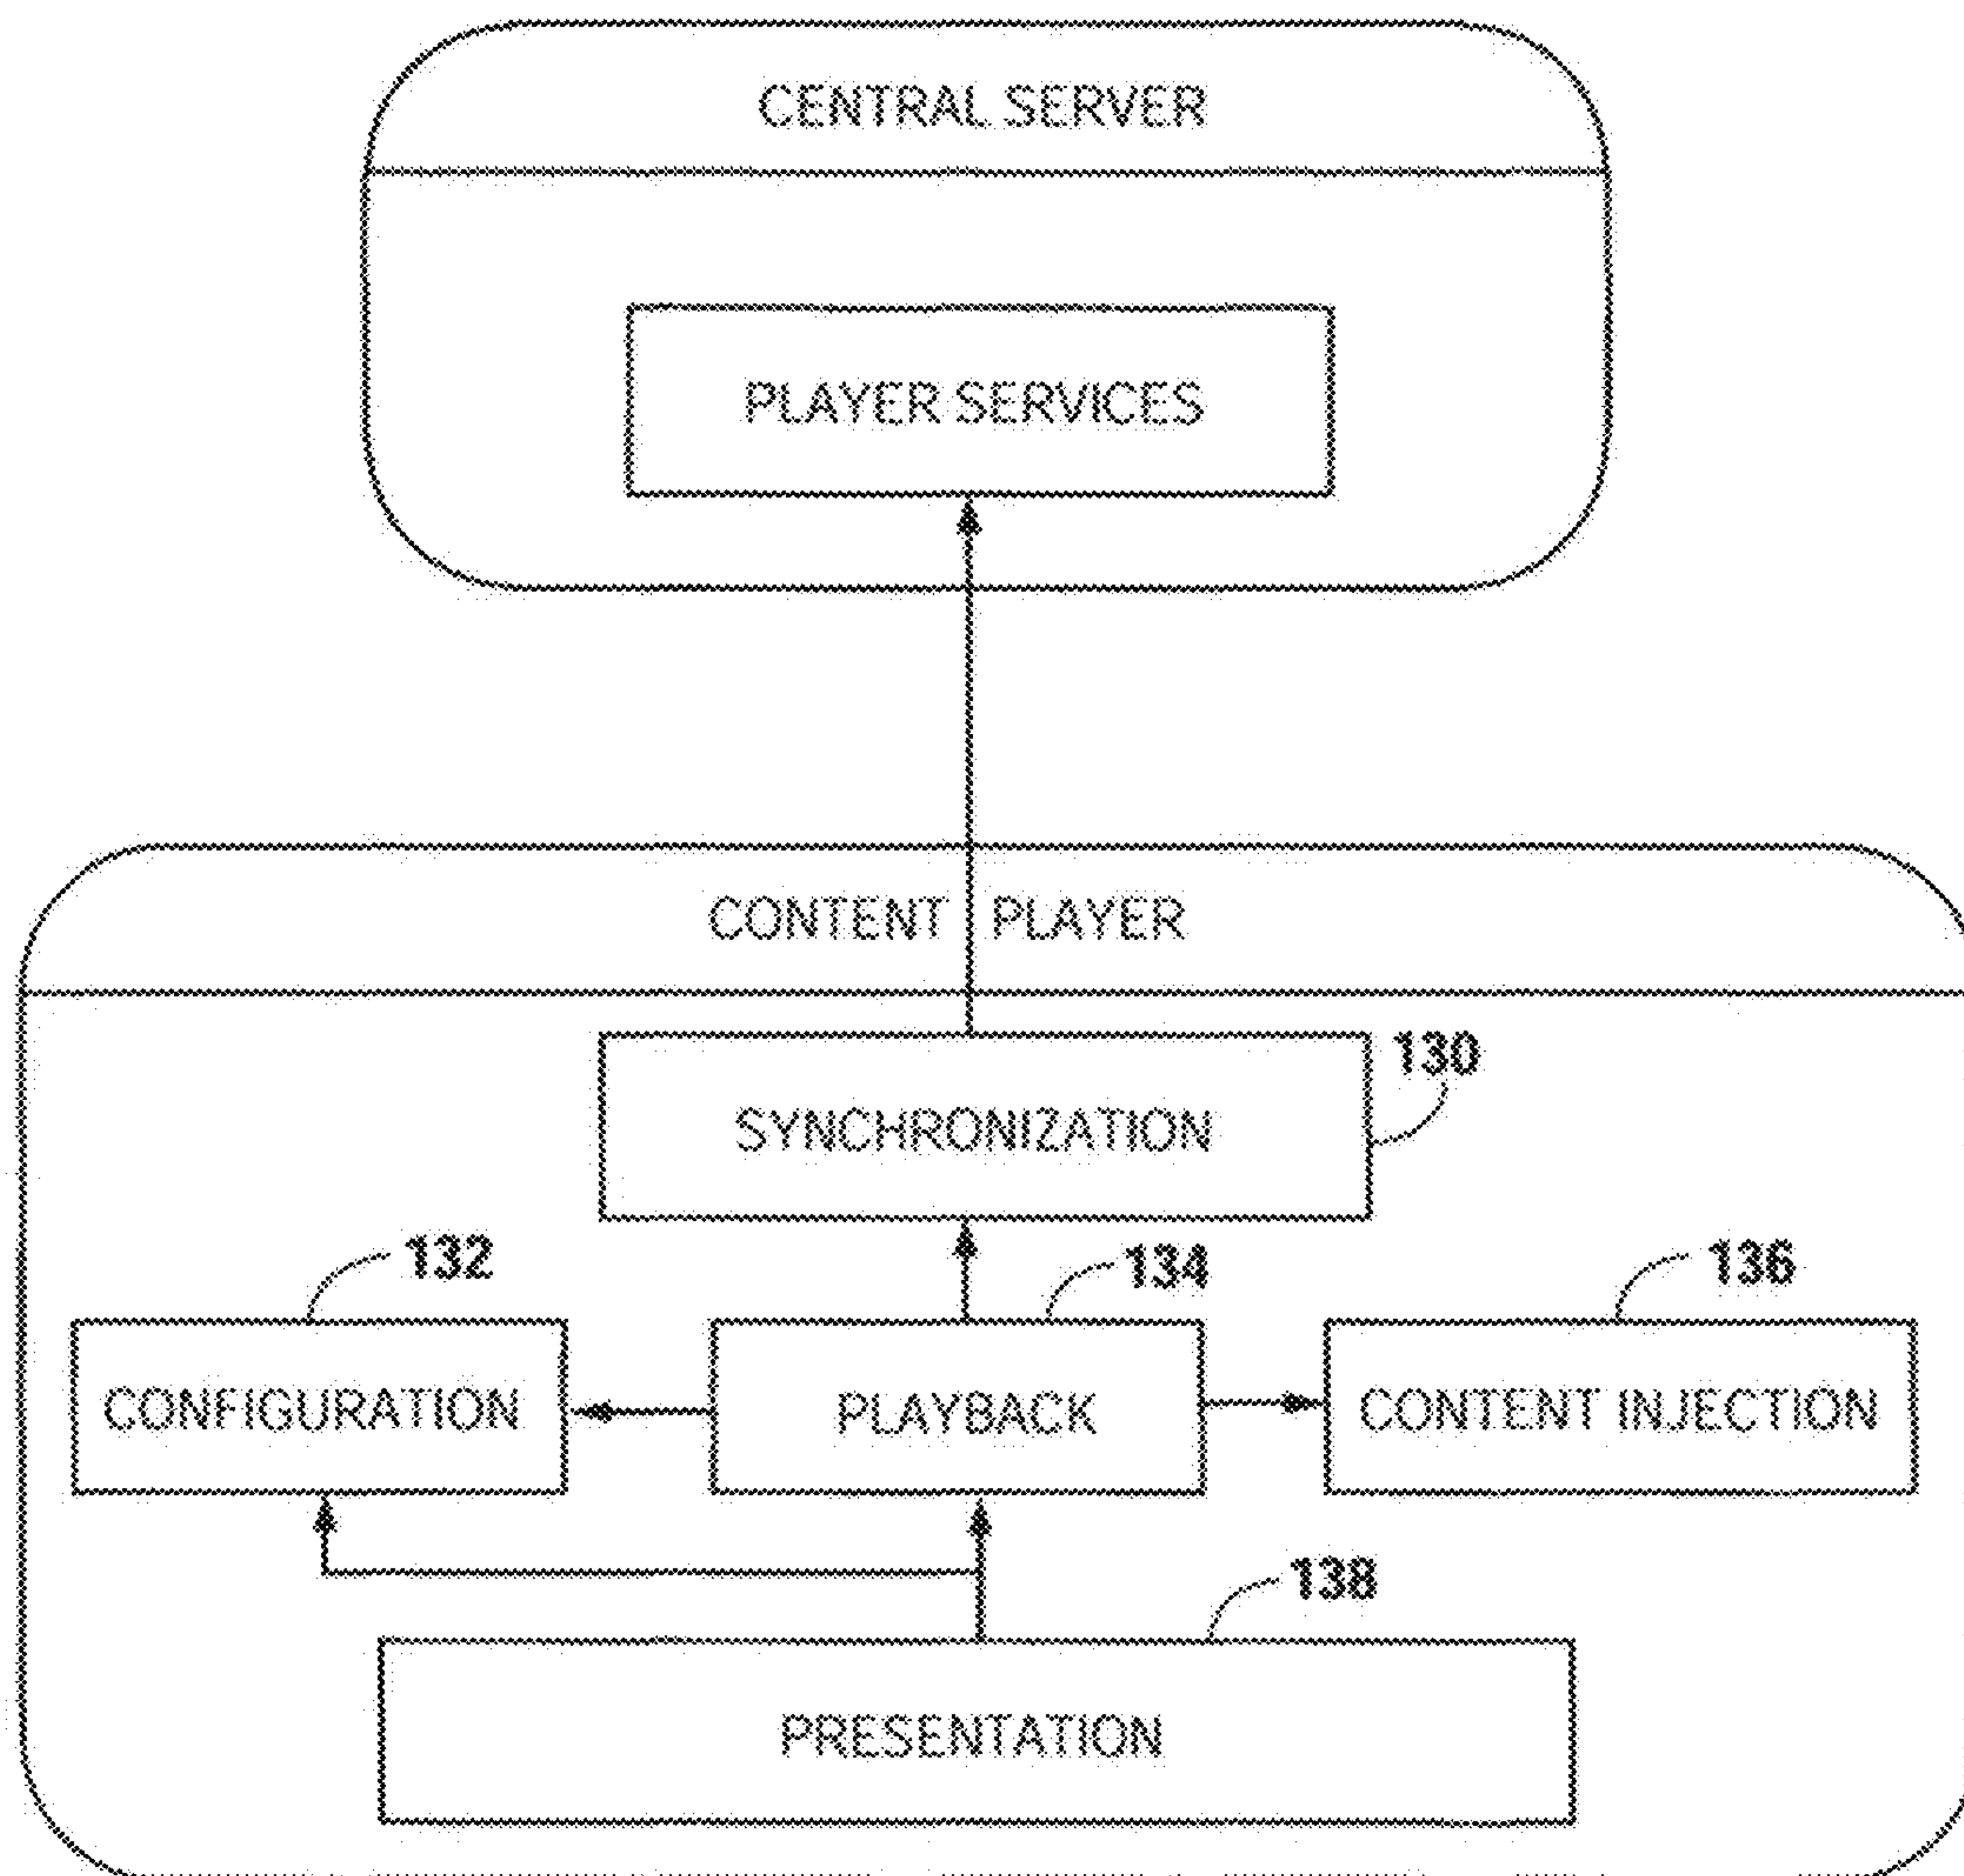 CENTRAL SERVER
PLAYER SERVICES
CONTENT PLAYER
130
SYNCHRONIZATION
132
134
136
CONFIGURATION
PLAYBACK
CONTENT INJECTION
138
PRESENTATION